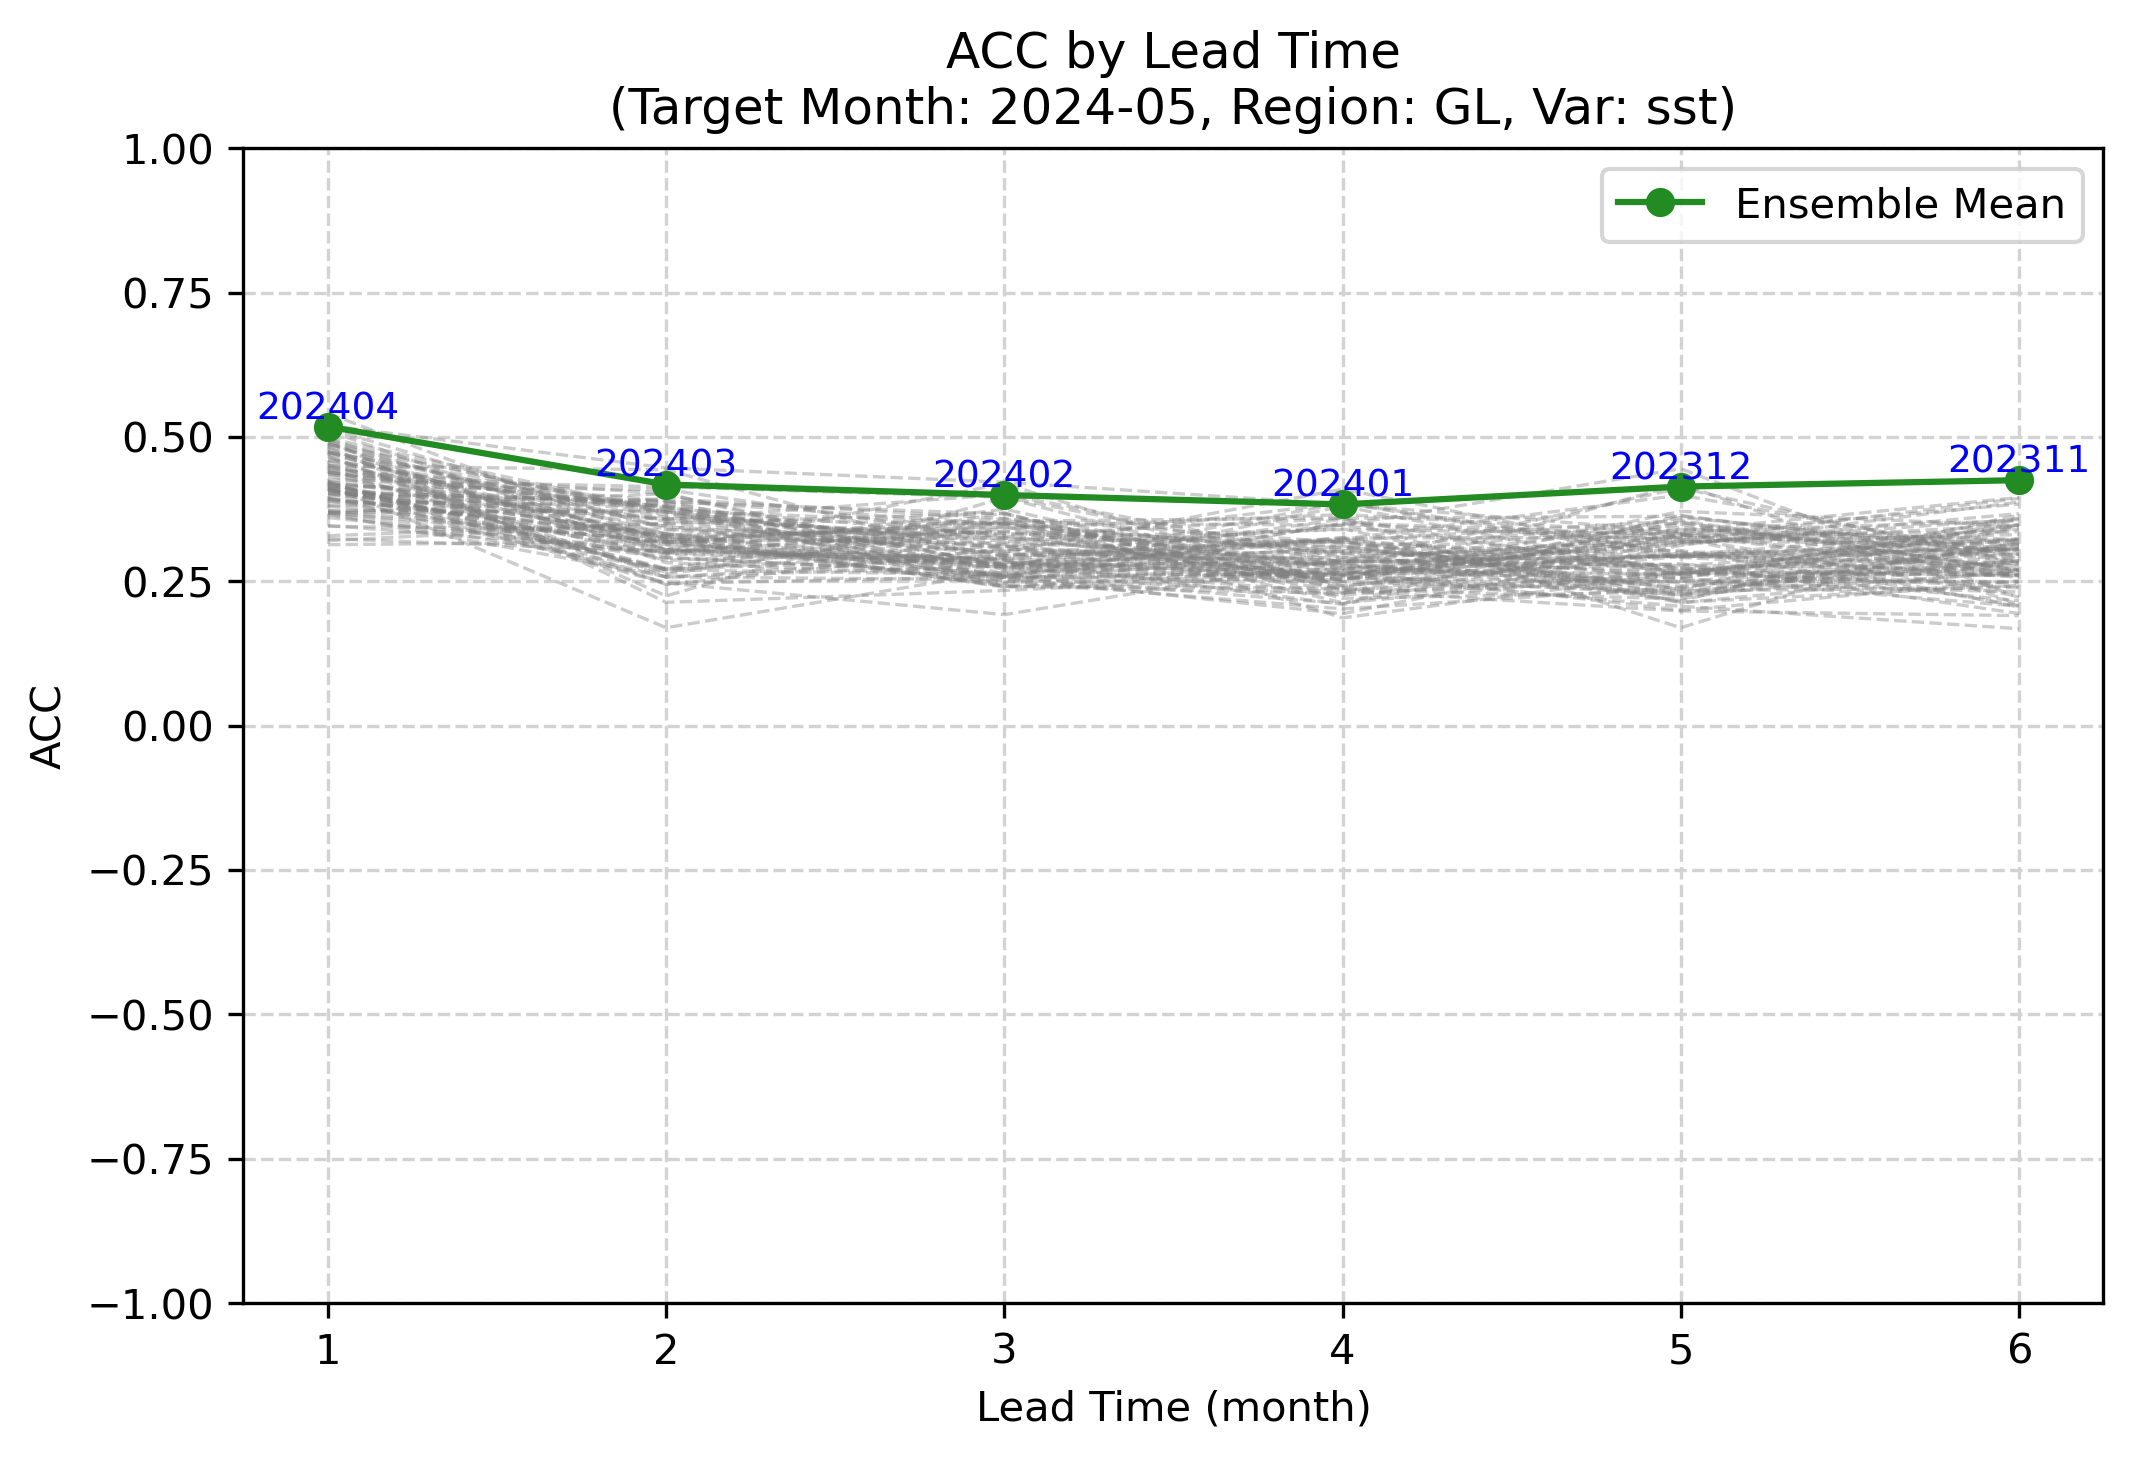 ACC by Lead Time
(Target Month: 2024-05, Region: GL, Var: sst)
1.00
0.75
0.50
0.25
0.00
−0.25
−0.50
−0.75
−1.00
ACC
Ensemble Mean
202404
202403
202402
202401
202312
202311
1 2 3 4 5 6
Lead Time (month)